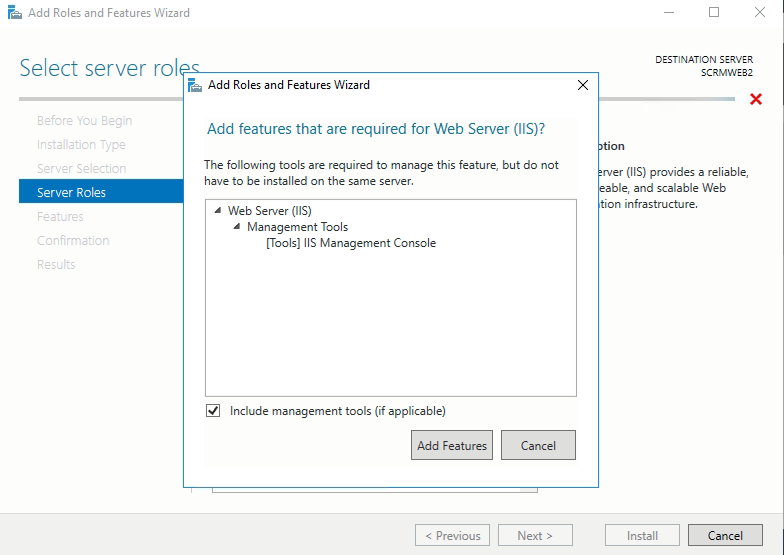 Add Roles and Features Wizard
Select server roles
DESTINATION SERVER
SCRMWEB2
Before You Begin
Installation Type
Server Selection
Server Roles
Features
Confirmation
Results
Add Roles and Features Wizard
Add features that are required for Web Server (IIS)?
The following tools are required to manage this feature, but do not
have to be installed on the same server.
Web Server (IIS)
Management Tools
[Tools] IIS Management Console
Include management tools (if applicable)
Add Features
Cancel
(IIS) provides a reliable,
and scalable Web
infrastructure.
< Previous
Next >
Install
Cancel